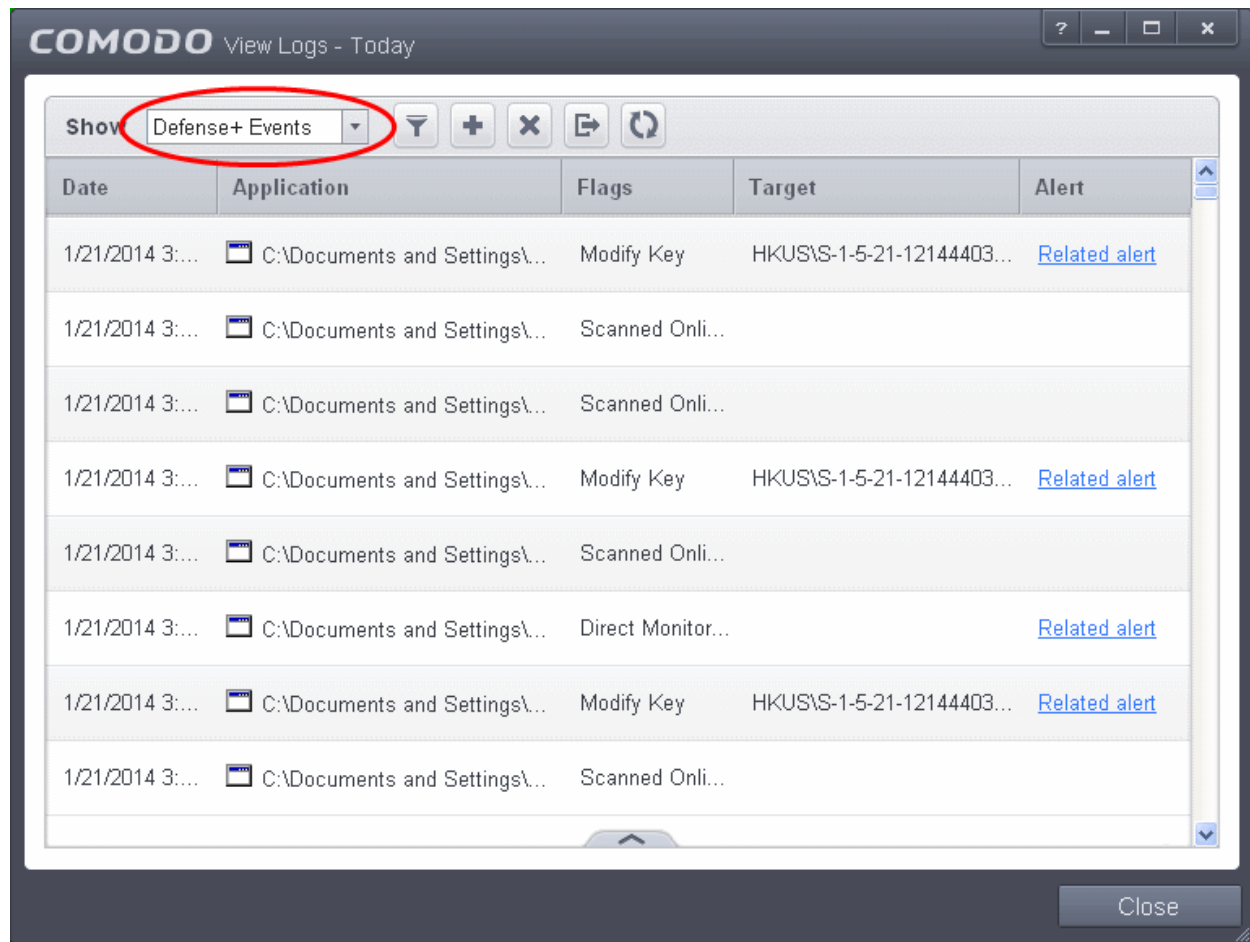 COMODO View Logs - Today
Show Defense+ Events
Date Application Flags Target Alert
1/21/2014 3:... C:\Documents and Settings\... Modify Key HKUS\S-1-5-21-12144403... Related alert
1/21/2014 3:... C:\Documents and Settings\... Scanned Onli...
1/21/2014 3:... C:\Documents and Settings\... Scanned Onli...
1/21/2014 3:... C:\Documents and Settings\... Modify Key HKUS\S-1-5-21-12144403... Related alert
1/21/2014 3:... C:\Documents and Settings\... Scanned Onli...
1/21/2014 3:... C:\Documents and Settings\... Direct Monitor... Related alert
1/21/2014 3:... C:\Documents and Settings\... Modify Key HKUS\S-1-5-21-12144403... Related alert
1/21/2014 3:... C:\Documents and Settings\... Scanned Onli...
Close